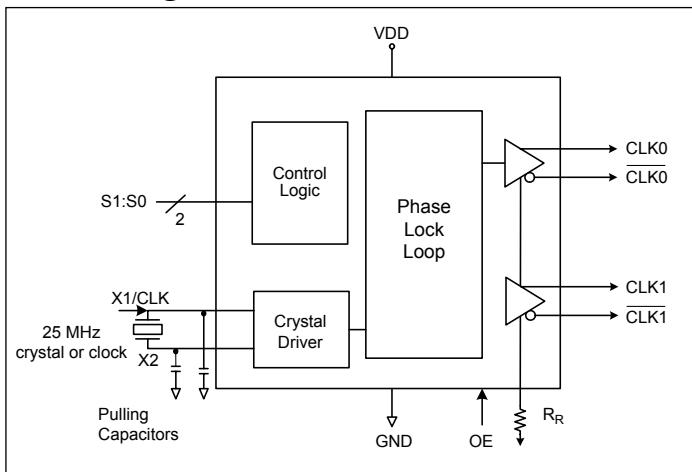 VDD
Control
Logic
S1:S0
2
Phase
Lock
Loop
CLK0
CLK0
X1/CLK
25 MHz
crystal or clock
X2
Crystal
Driver
CLK1
CLK1
Pulling
Capacitors
GND
OE
RR